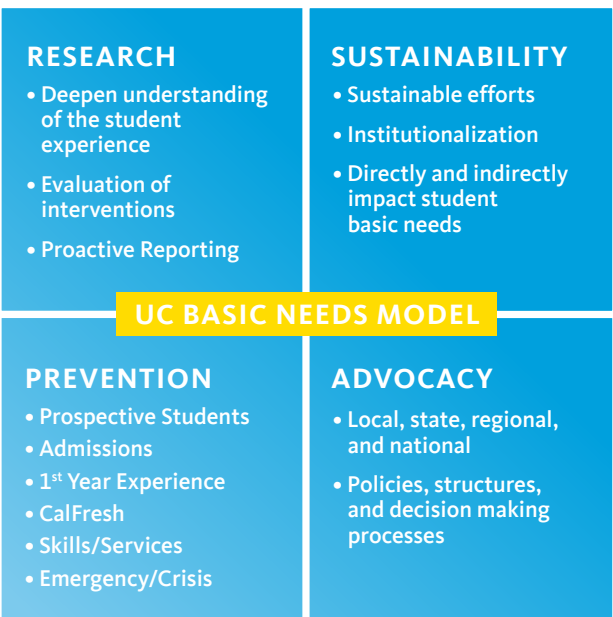 RESEARCH
• Deepen understanding
of the student
experience
• Evaluation of
interventions
• Proactive Reporting
SUSTAINABILITY
• Sustainable efforts
• Institutionalization
• Directly and indirectly
impact student
basic needs
UC BASIC NEEDS MODEL
PREVENTION
• Prospective Students
• Admissions
• 1st Year Experience
• CalFresh
• Skills/Services
• Emergency/Crisis
ADVOCACY
• Local, state, regional,
and national
• Policies, structures,
and decision making
processes